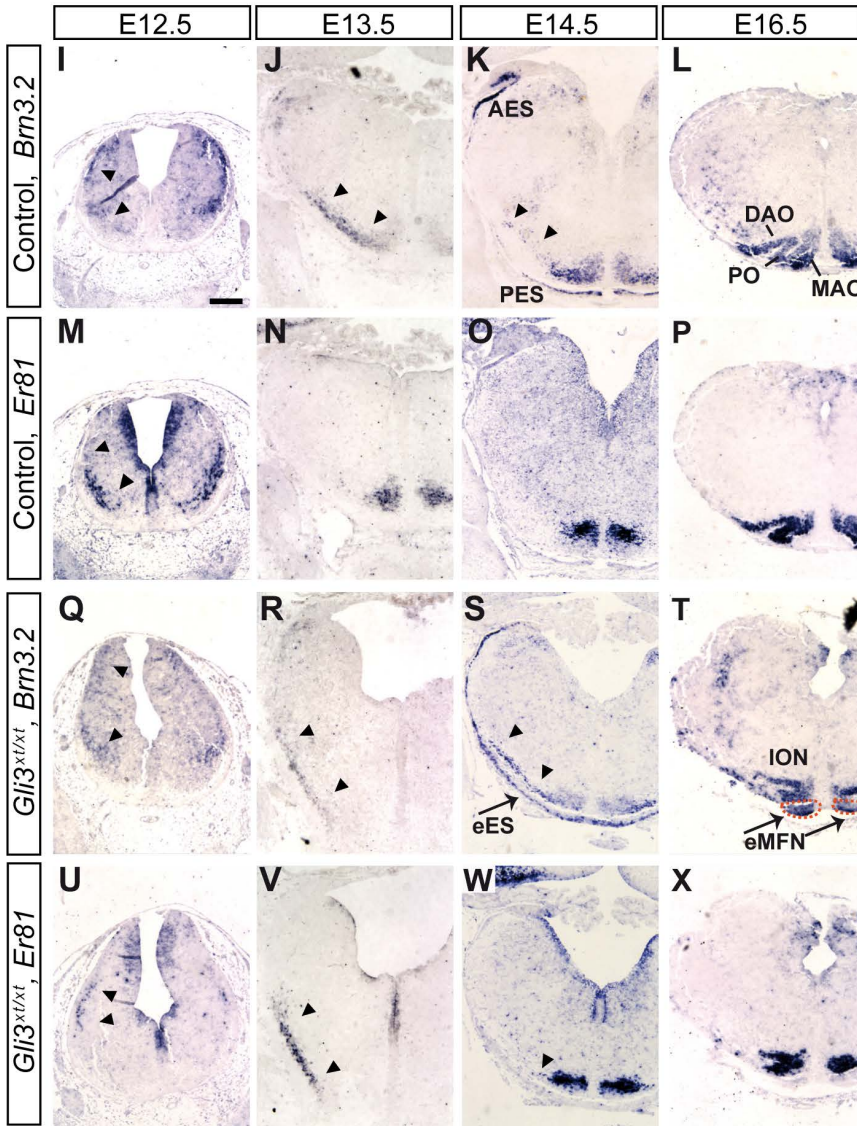 E12.5 E13.5 E14.5 E16.5
Control, Brn3.2
I J K L
AES
DAO
PO
MAO
PES
Control, Er81
M N O P
Gli3xt/xt, Brn3.2
Q R S T
ION
eES
eMFN
Gli3xt/xt, Er81
U V W X